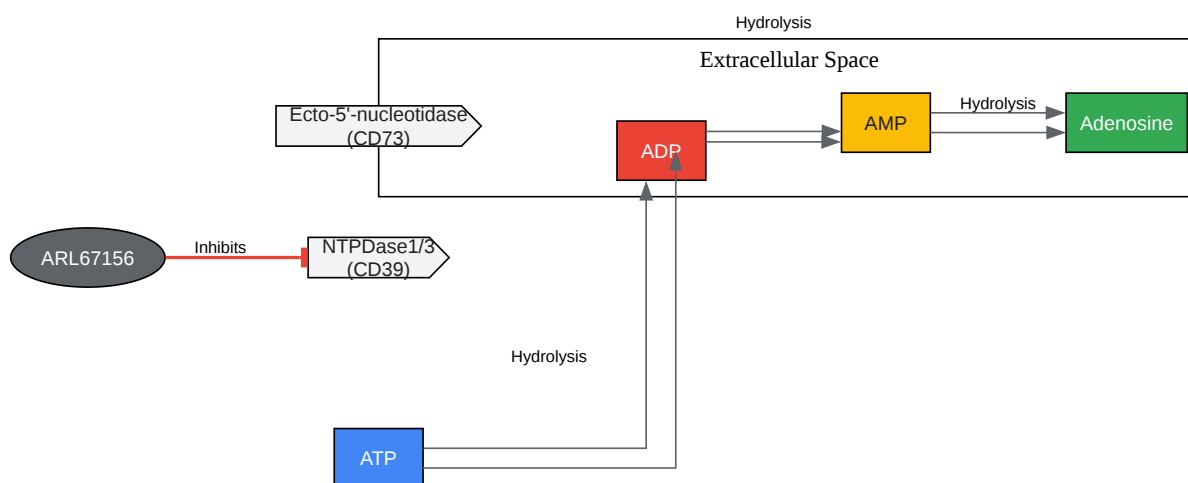 Hydrolysis
Extracellular Space
Ecto-5'-nucleotidase
(CD73)
ADP
AMP
Hydrolysis
Adenosine
ARL67156
Inhibits
NTPDase1/3
(CD39)
Hydrolysis
ATP